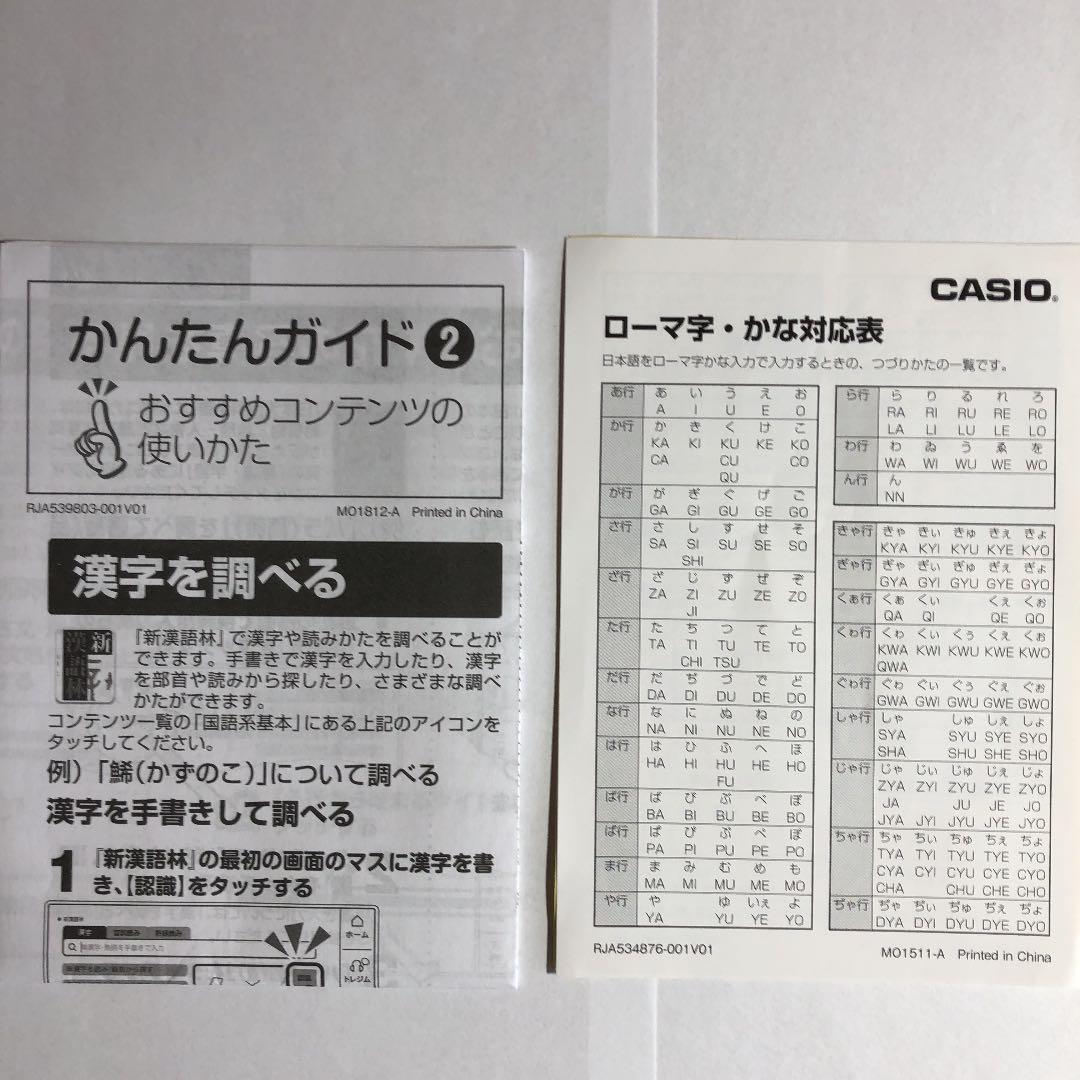 かんたんガイド❷
おすすめコンテンツの
使いかた
RJA539803-001V01
MO1812-A Printed in China
漢字を調べる
新漢語林
『新漢語林』で漢字や読みかたを調べることが
できます。手書きで漢字を入力したり、漢字
を部首や読みから探したり、さまざまな調べ
かたができます。
コンテンツ一覧の「国語系基本」にある上記のアイコンを
タッチしてください。
例)「鯑(かずのこ)」について調べる
漢字を手書きして調べる
1 『新漢語林』の最初の画面のマスに漢字を書
き、【認識】をタッチする
新漢語林
漢字
音訓読み
熟語読み
ホーム
トレジム
CASIO®
ローマ字・かな対応表
日本語をローマ字かな入力で入力するときの、つづりかたの一覧です。
あ行 あ い う え お
A I U E O
か行 か き く け こ
KA KI KU KE KO
CA CU CO
QU
が行 が ぎ ぐ げ ご
GA GI GU GE GO
さ行 さ し す せ そ
SA SI SU SE SO
SHI
ざ行 ざ じ ず ぜ ぞ
ZA ZI ZU ZE ZO
JI
た行 た ち つ て と
TA TI TU TE TO
CHI TSU
だ行 だ ぢ づ で ど
DA DI DU DE DO
な行 な に ぬ ね の
NA NI NU NE NO
は行 は ひ ふ へ ほ
HA HI HU HE HO
FU
ば行 ば び ぶ べ ぼ
BA BI BU BE BO
ぱ行 ぱ ぴ ぷ ぺ ぽ
PA PI PU PE PO
ま行 ま み む め も
MA MI MU ME MO
や行 や ゆ いぇ よ
YA YU YE YO
ら行 ら り る れ ろ
RA RI RU RE RO
LA LI LU LE LO
わ行 わ ゐ う ゑ を
WA WI WU WE WO
ん行 ん
NN
きゃ行 きゃ きぃ きゅ きぇ きょ
KYA KYI KYU KYE KYO
ぎゃ行 ぎゃ ぎぃ ぎゅ ぎぇ ぎょ
GYA GYI GYU GYE GYO
くぁ行 くぁ くぃ くぇ くぉ
QA QI QE QO
くゎ行 くゎ くぃ くぅ くぇ くぉ
KWA KWI KWU KWE KWO
QWA
ぐゎ行 ぐゎ ぐぃ ぐぅ ぐぇ ぐぉ
GWA GWI GWU GWE GWO
しゃ行 しゃ しゅ しぇ しょ
SYA SYU SYE SYO
SHA SHU SHE SHO
じゃ行 じゃ じぃ じゅ じぇ じょ
ZYA ZYI ZYU ZYE ZYO
JA JU JE JO
JYA JYI JYU JYE JYO
ちゃ行 ちゃ ちぃ ちゅ ちぇ ちょ
TYA TYI TYU TYE TYO
CYA CYI CYU CYE CYO
CHA CHU CHE CHO
ぢゃ行 ぢゃ ぢぃ ぢゅ ぢぇ ぢょ
DYA DYI DYU DYE DYO
RJA534876-001V01
MO1511-A Printed in China